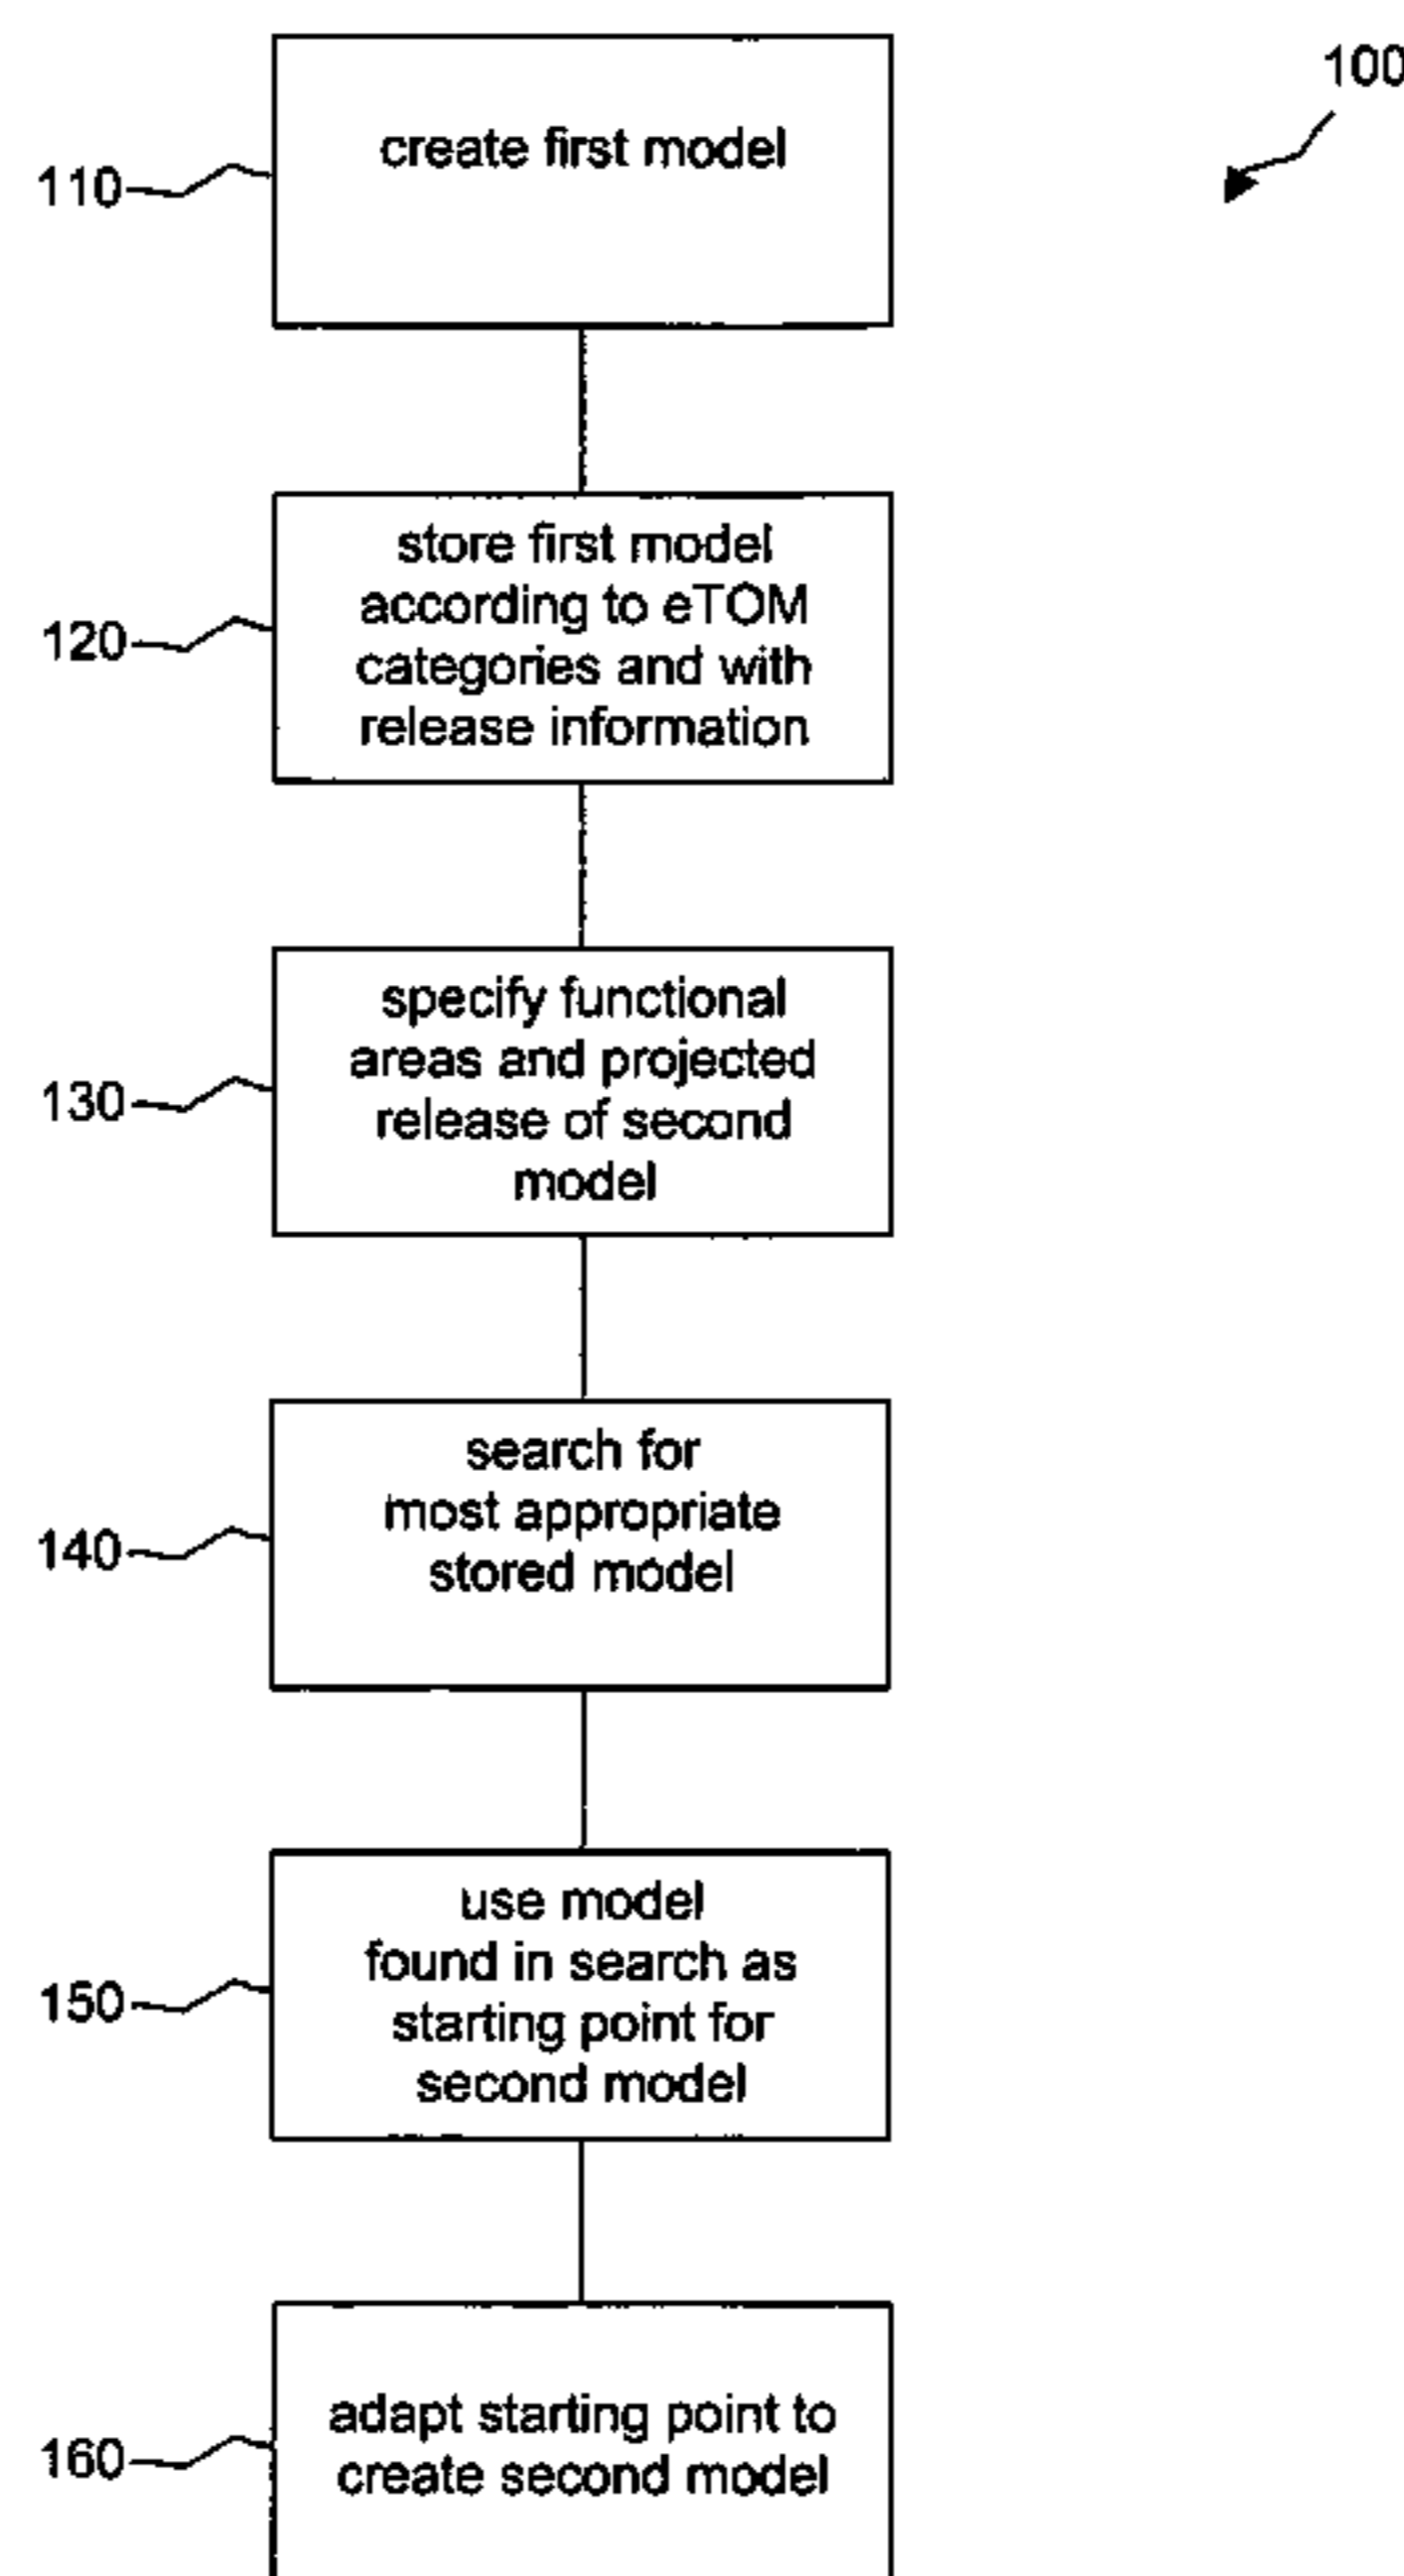 100
110
create first model
120
store first model
according to eTOM
categories and with
release information
130
specify functional
areas and projected
release of second
model
140
search for
most appropriate
stored model
150
use model
found in search as
starting point for
second model
160
adapt starting point to
create second model